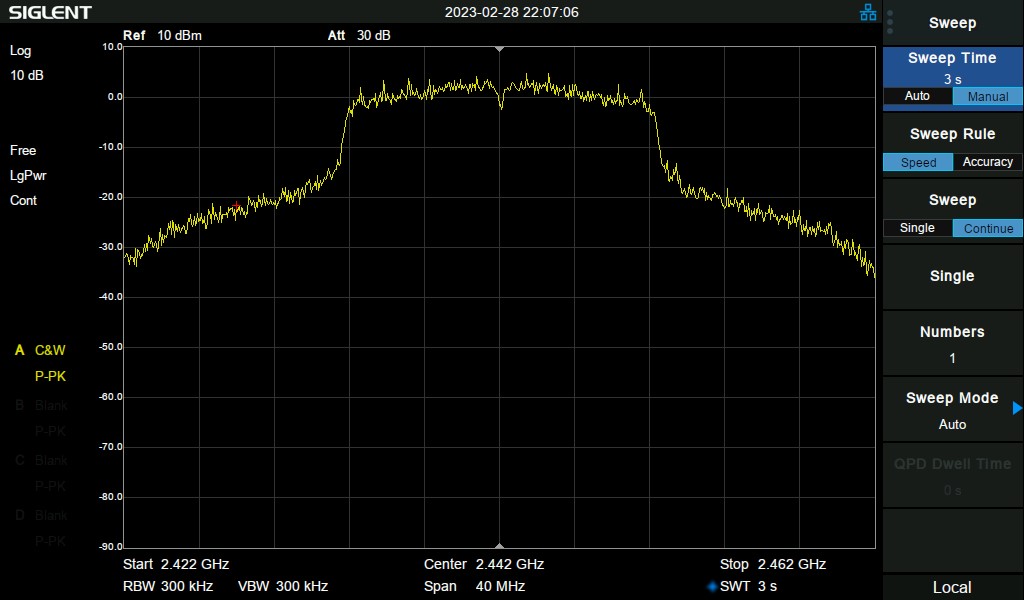 SIGLENT 2023-02-28 22:07:06
Ref 10 dBm Att 30 dB
Log
10 dB
Free
LgPwr
Cont
A C&W
P-PK
B Blank
P-PK
C Blank
P-PK
D Blank
P-PK
10.0
0.0
-10.0
-20.0
-30.0
-40.0
-50.0
-60.0
-70.0
-80.0
-90.0
Start 2.422 GHz Center 2.442 GHz Stop 2.462 GHz
RBW 300 kHz VBW 300 kHz Span 40 MHz SWT 3 s
Sweep
Sweep Time
3 s
Auto Manual
Sweep Rule
Speed Accuracy
Sweep
Single Continue
Single
Numbers
1
Sweep Mode
Auto
QPD Dwell Time
0 s
Local